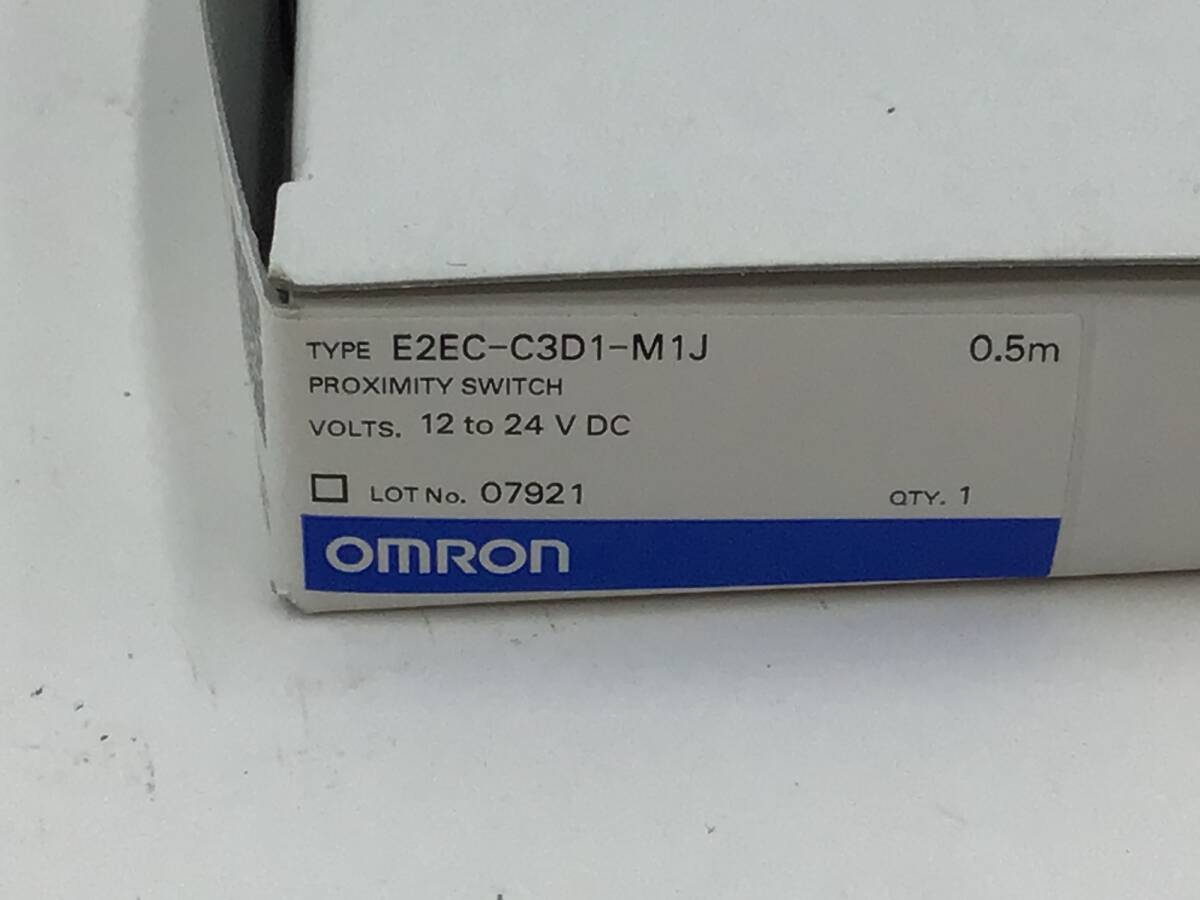 TYPE E2EC-C3D1-M1J 0.5m
PROXIMITY SWITCH
VOLTS. 12 to 24 V DC
LOT No. 07921 QTY. 1
OMRON